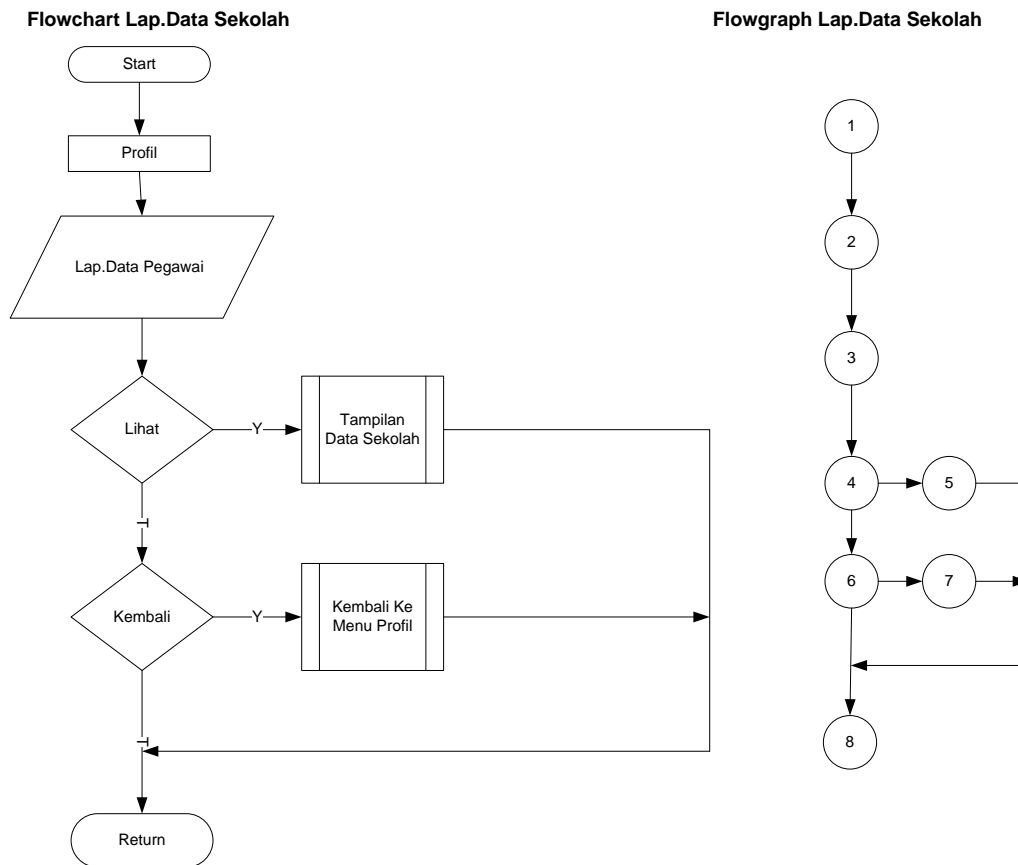 Flowchart Lap.Data Sekolah
Start
Profil
Lap.Data Pegawai
Lihat
Y
Tampilan
Data Sekolah
T
Kembali
Y
Kembali Ke
Menu Profil
T
Return
Flowgraph Lap.Data Sekolah
1
2
3
4
5
6
7
8